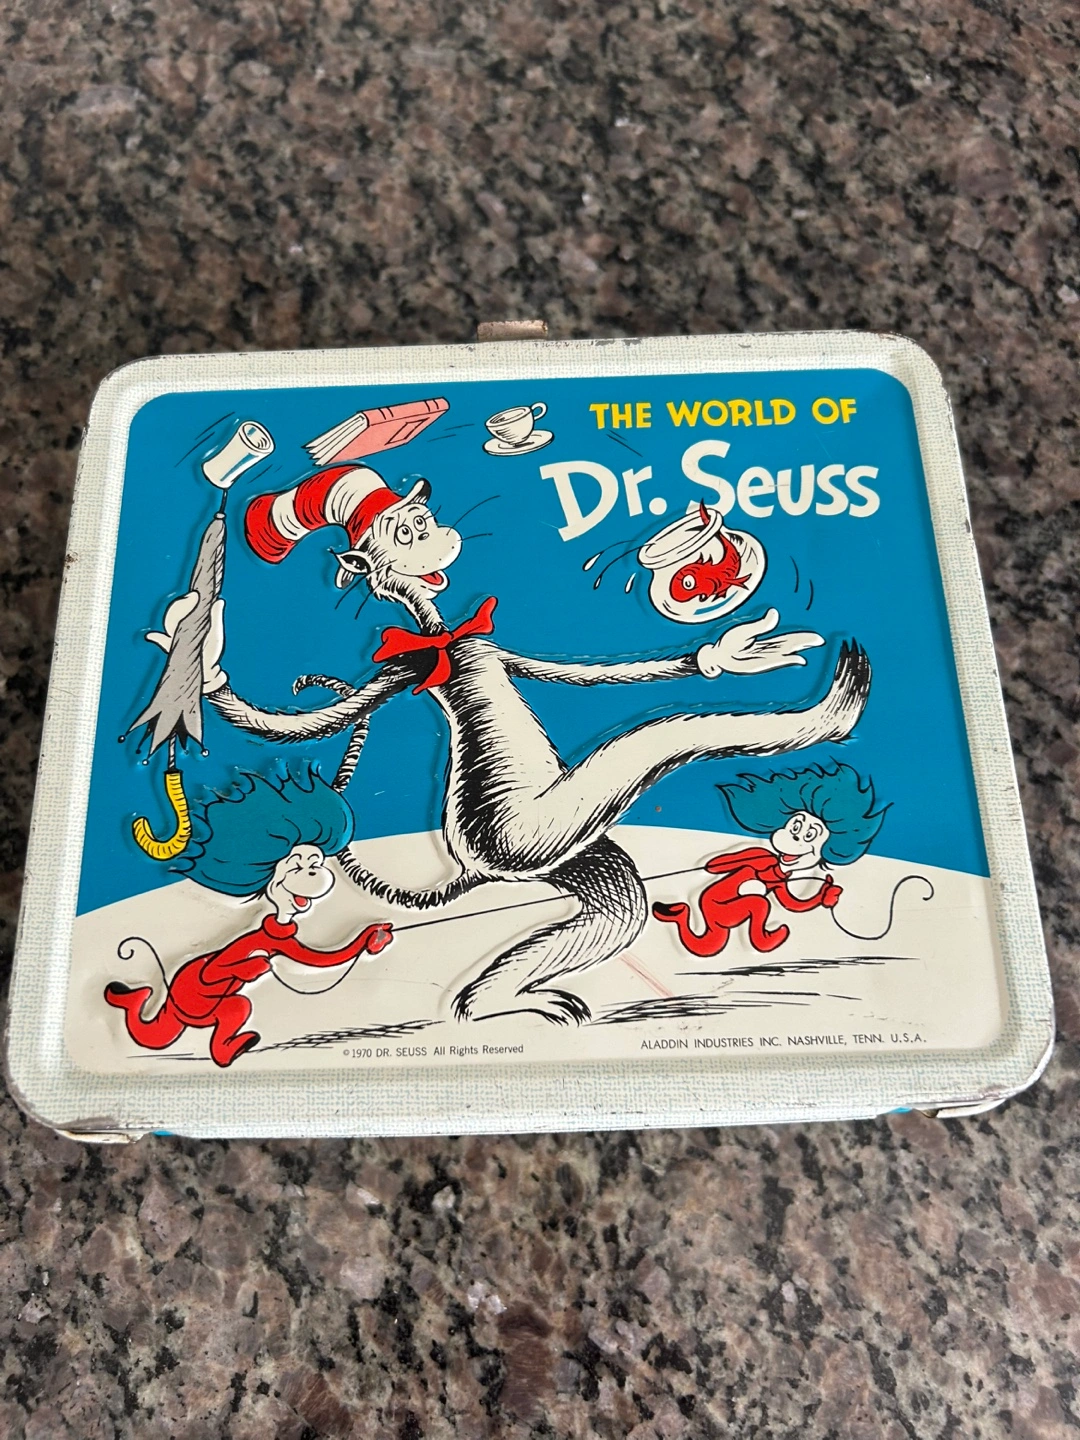 THE WORLD OF
Dr. Seuss
© 1970 DR. SEUSS All Rights Reserved
ALADDIN INDUSTRIES INC. NASHVILLE, TENN. U.S.A.